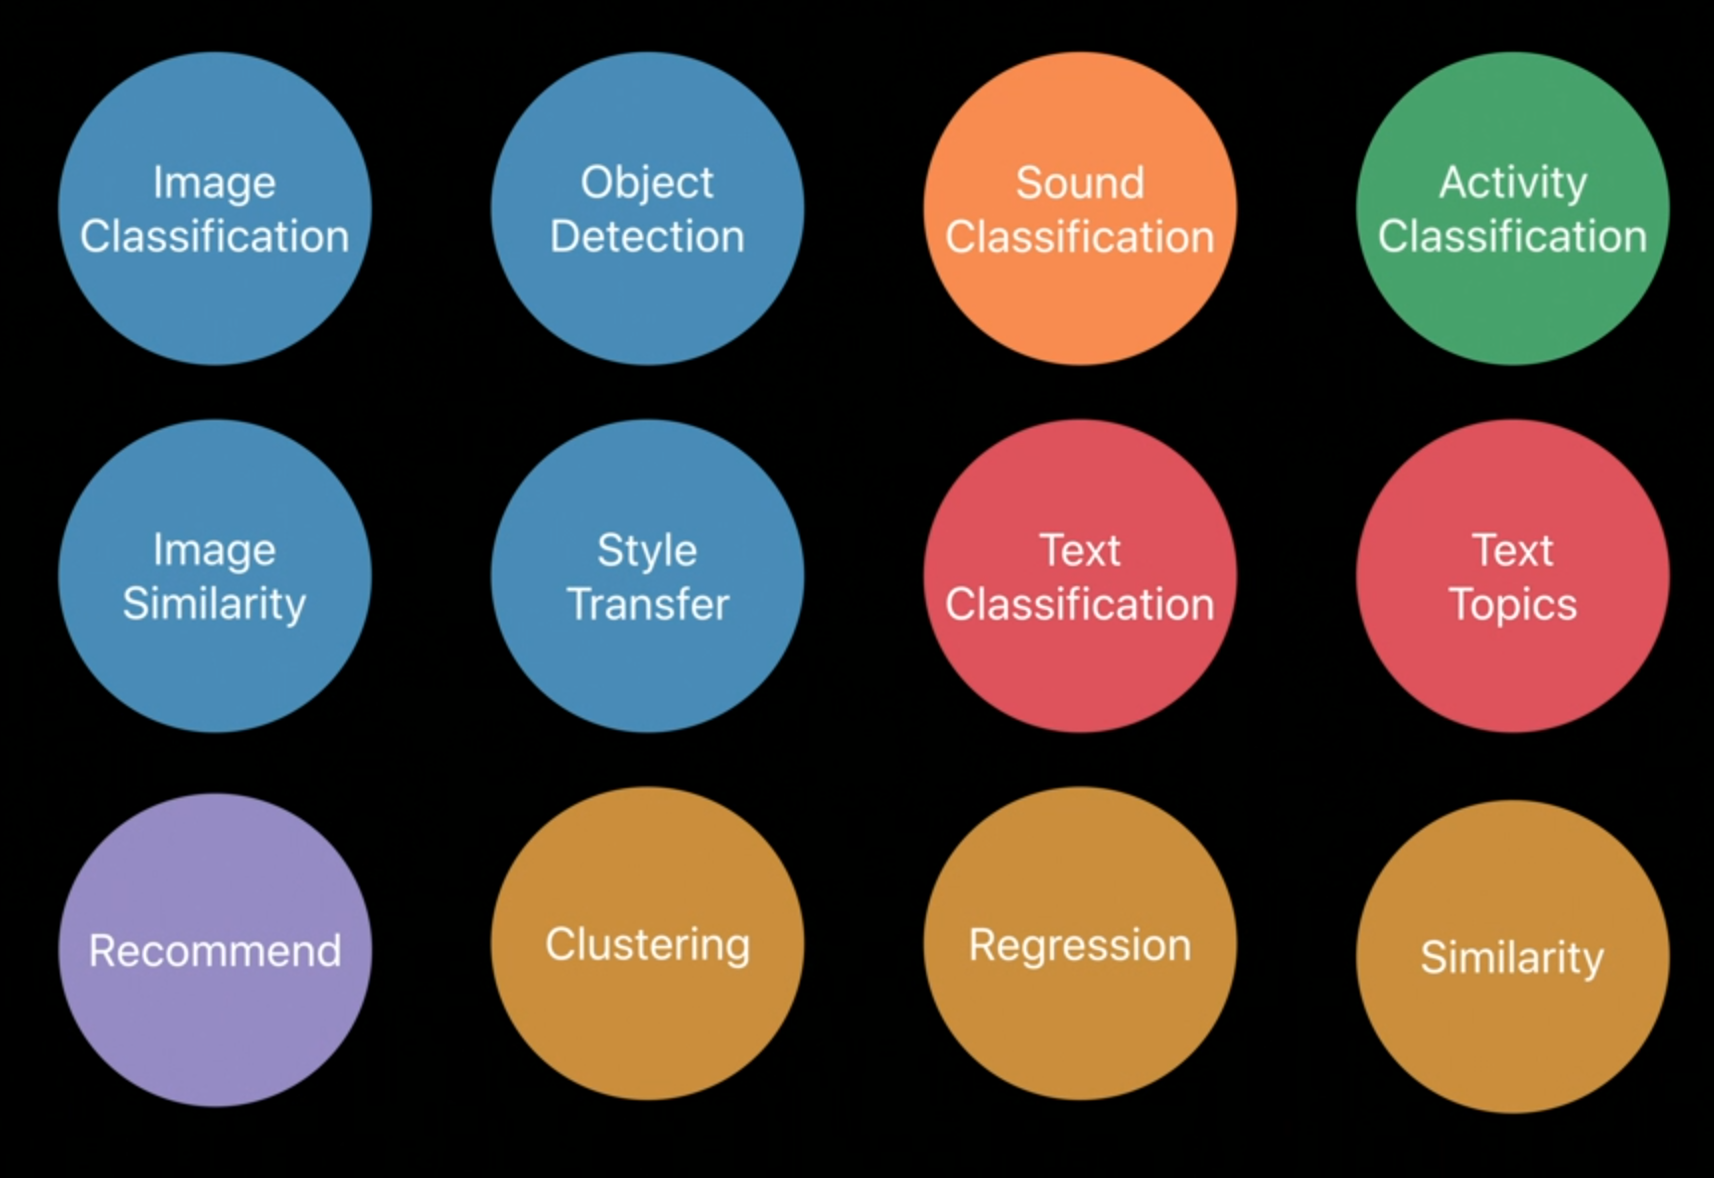 Image
Classification
Object
Detection
Sound
Classification
Activity
Classification
Image
Similarity
Style
Transfer
Text
Classification
Text
Topics
Recommend
Clustering
Regression
Similarity